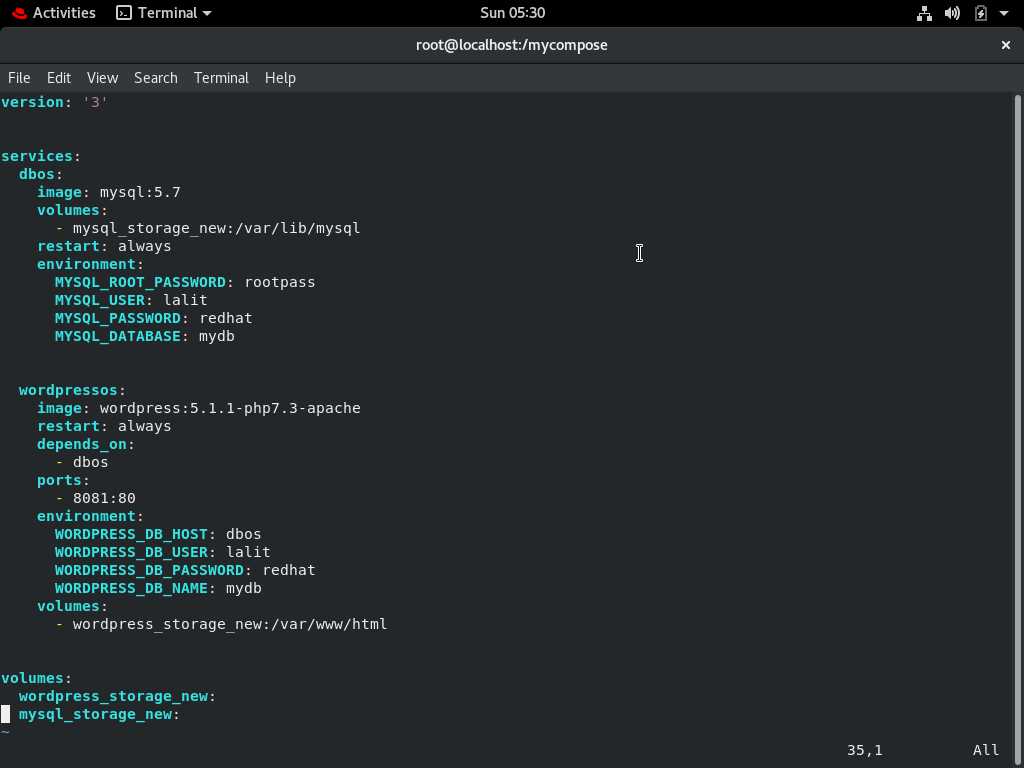 Activities Terminal Sun 05:30
root@localhost:/mycompose ×
File Edit View Search Terminal Help
version: '3'
services:
  dbos:
    image: mysql:5.7
    volumes:
      - mysql_storage_new:/var/lib/mysql
    restart: always
    environment:
      MYSQL_ROOT_PASSWORD: rootpass
      MYSQL_USER: lalit
      MYSQL_PASSWORD: redhat
      MYSQL_DATABASE: mydb
  wordpressos:
    image: wordpress:5.1.1-php7.3-apache
    restart: always
    depends_on:
      - dbos
    ports:
      - 8081:80
    environment:
      WORDPRESS_DB_HOST: dbos
      WORDPRESS_DB_USER: lalit
      WORDPRESS_DB_PASSWORD: redhat
      WORDPRESS_DB_NAME: mydb
    volumes:
      - wordpress_storage_new:/var/www/html
volumes:
  wordpress_storage_new:
  mysql_storage_new:
~
35,1 All